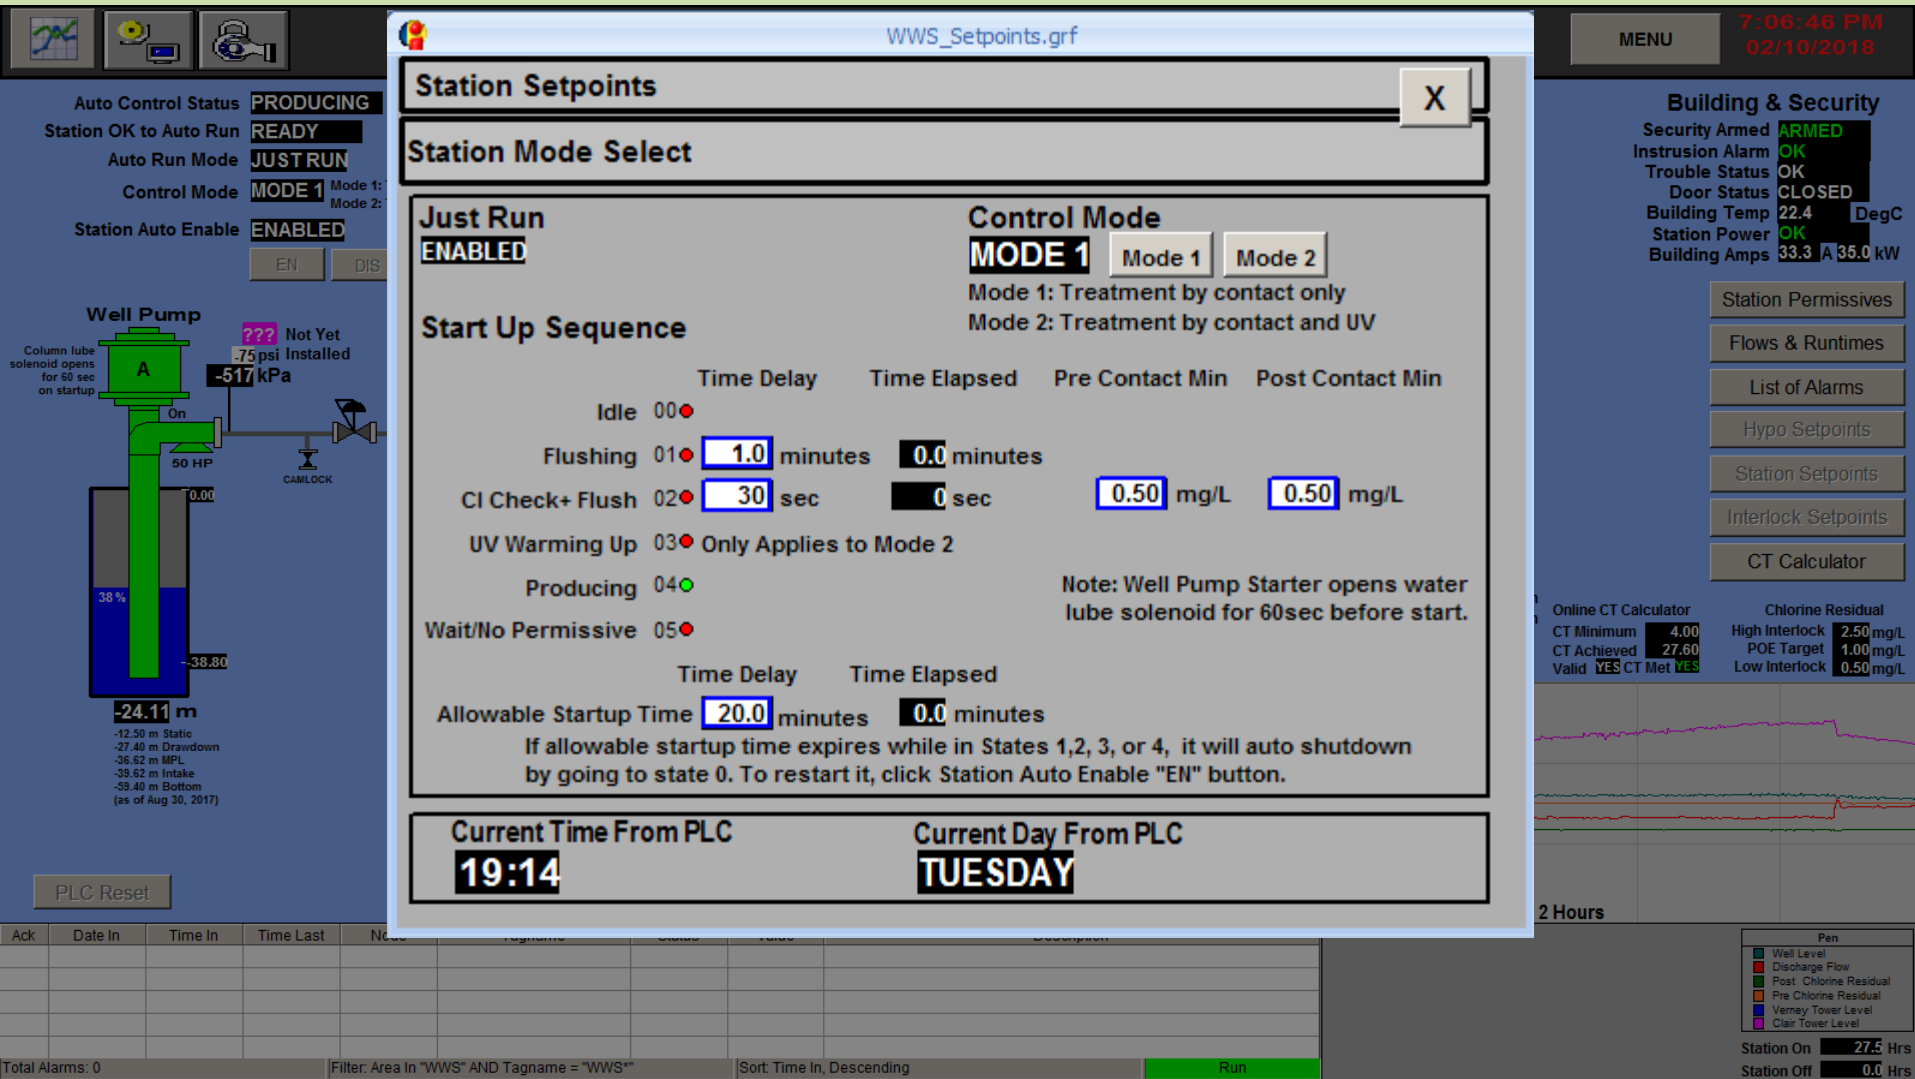 WWS_Setpoints.grf
MENU
7:06:46 PM
02/10/2018
Station Setpoints
X
Station Mode Select
Auto Control Status PRODUCING
Station OK to Auto Run READY
Auto Run Mode JUST RUN
Control Mode MODE 1 Mode 1:
Mode 2:
Station Auto Enable ENABLED
EN DIS
Well Pump
Column lube
solenoid opens
for 60 sec
on startup
A
??? Not Yet
-75 psi Installed
-517 kPa
On
50 HP
CAMLOCK
0.00
38 %
-38.80
-24.11 m
-12.50 m Static
-27.40 m Drawdown
-36.62 m MPL
-39.62 m Intake
-59.40 m Bottom
(as of Aug 30, 2017)
PLC Reset
Just Run
ENABLED
Control Mode
MODE 1 Mode 1 Mode 2
Mode 1: Treatment by contact only
Mode 2: Treatment by contact and UV
Start Up Sequence
Time Delay Time Elapsed Pre Contact Min Post Contact Min
Idle 00
Flushing 01 1.0 minutes 0.0 minutes
Cl Check+ Flush 02 30 sec 0 sec 0.50 mg/L 0.50 mg/L
UV Warming Up 03 Only Applies to Mode 2
Producing 04
Wait/No Permissive 05
Note: Well Pump Starter opens water
lube solenoid for 60sec before start.
Time Delay Time Elapsed
Allowable Startup Time 20.0 minutes 0.0 minutes
If allowable startup time expires while in States 1,2, 3, or 4, it will auto shutdown
by going to state 0. To restart it, click Station Auto Enable "EN" button.
Current Time From PLC Current Day From PLC
19:14 TUESDAY
Building & Security
Security Armed ARMED
Instrusion Alarm OK
Trouble Status OK
Door Status CLOSED
Building Temp 22.4 DegC
Station Power OK
Building Amps 33.3 A 35.0 kW
Station Permissives
Flows & Runtimes
List of Alarms
Hypo Setpoints
Station Setpoints
Interlock Setpoints
CT Calculator
Online CT Calculator
CT Minimum 4.00
CT Achieved 27.60
Valid YES CT Met YES
Chlorine Residual
High Interlock 2.50 mg/L
POE Target 1.00 mg/L
Low Interlock 0.50 mg/L
2 Hours
Pen
Well Level
Discharge Flow
Post Chlorine Residual
Pre Chlorine Residual
Verney Tower Level
Clair Tower Level
Station On 27.5 Hrs
Station Off 0.0 Hrs
Ack Date In Time In Time Last Node Tagname Status Value Description
Total Alarms: 0 Filter: Area In "WWS" AND Tagname = "WWS*" Sort: Time In, Descending Run